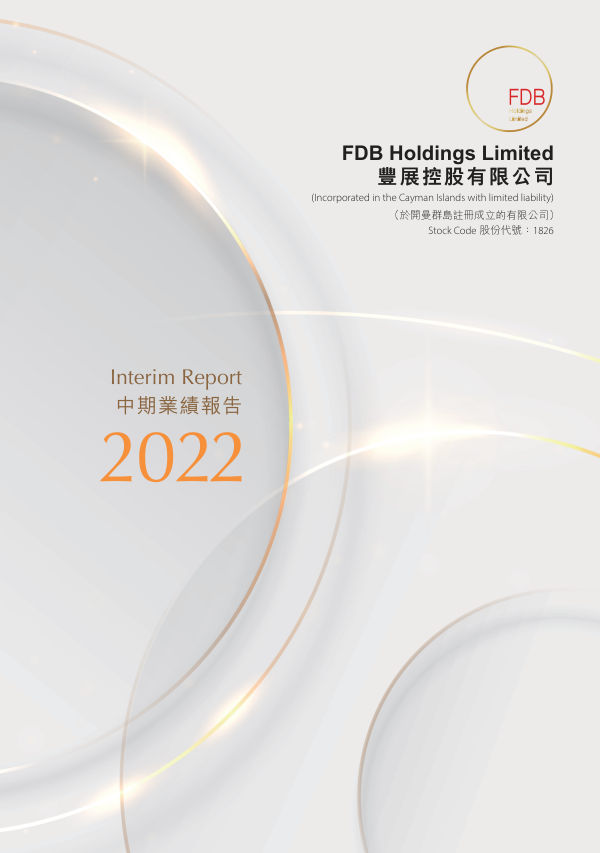 FDB
Holdings
Limited
FDB Holdings Limited
豐展控股有限公司
(Incorporated in the Cayman Islands with limited liability)
（於開曼群島註冊成立的有限公司）
Stock Code 股份代號：1826
Interim Report
中期業績報告
2022